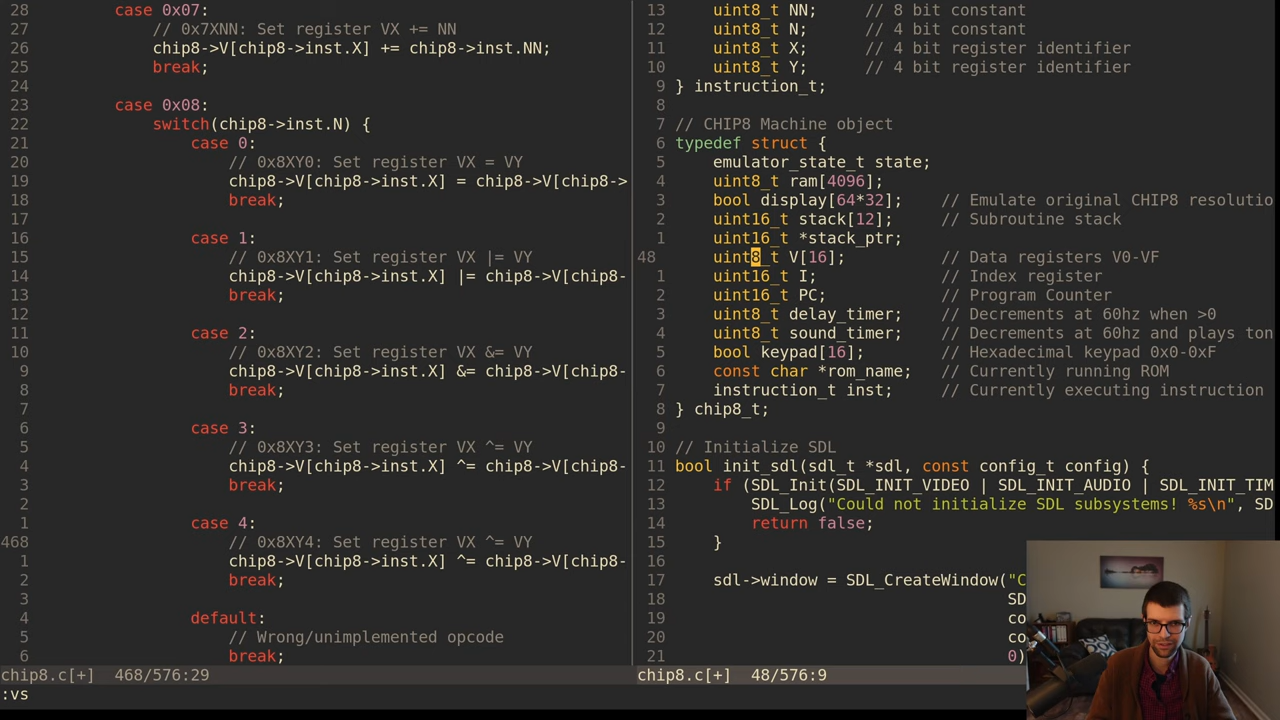 28         case 0x07:
27             // 0x7XNN: Set register VX += NN
26             chip8->V[chip8->inst.X] += chip8->inst.NN;
25             break;
24
23         case 0x08:
22             switch(chip8->inst.N) {
21                 case 0:
20                     // 0x8XY0: Set register VX = VY
19                     chip8->V[chip8->inst.X] = chip8->V[chip8->
18                     break;
17
16                 case 1:
15                     // 0x8XY1: Set register VX |= VY
14                     chip8->V[chip8->inst.X] |= chip8->V[chip8-
13                     break;
12
11                 case 2:
10                     // 0x8XY2: Set register VX &= VY
9                     chip8->V[chip8->inst.X] &= chip8->V[chip8-
8                     break;
7
6                 case 3:
5                     // 0x8XY3: Set register VX ^= VY
4                     chip8->V[chip8->inst.X] ^= chip8->V[chip8-
3                     break;
2
1                 case 4:
468                     // 0x8XY4: Set register VX ^= VY
1                     chip8->V[chip8->inst.X] ^= chip8->V[chip8-
2                     break;
3
4                 default:
5                     // Wrong/unimplemented opcode
6                     break;
chip8.c[+]  468/576:29
:vs
13     uint8_t NN;     // 8 bit constant
12     uint8_t N;      // 4 bit constant
11     uint8_t X;      // 4 bit register identifier
10     uint8_t Y;      // 4 bit register identifier
9 } instruction_t;
8
7 // CHIP8 Machine object
6 typedef struct {
5     emulator_state_t state;
4     uint8_t ram[4096];
3     bool display[64*32];    // Emulate original CHIP8 resolutio
2     uint16_t stack[12];     // Subroutine stack
1     uint16_t *stack_ptr;
48     uint8_t V[16];          // Data registers V0-VF
1     uint16_t I;             // Index register
2     uint16_t PC;            // Program Counter
3     uint8_t delay_timer;    // Decrements at 60hz when >0
4     uint8_t sound_timer;    // Decrements at 60hz and plays ton
5     bool keypad[16];        // Hexadecimal keypad 0x0-0xF
6     const char *rom_name;   // Currently running ROM
7     instruction_t inst;     // Currently executing instruction
8 } chip8_t;
9
10 // Initialize SDL
11 bool init_sdl(sdl_t *sdl, const config_t config) {
12     if (SDL_Init(SDL_INIT_VIDEO | SDL_INIT_AUDIO | SDL_INIT_TIM
13         SDL_Log("Could not initialize SDL subsystems! %s\n", SD
14         return false;
15     }
16
17     sdl->window = SDL_CreateWindow("C
18                                    SD
19                                    co
20                                    co
21                                    0)
chip8.c[+]  48/576:9